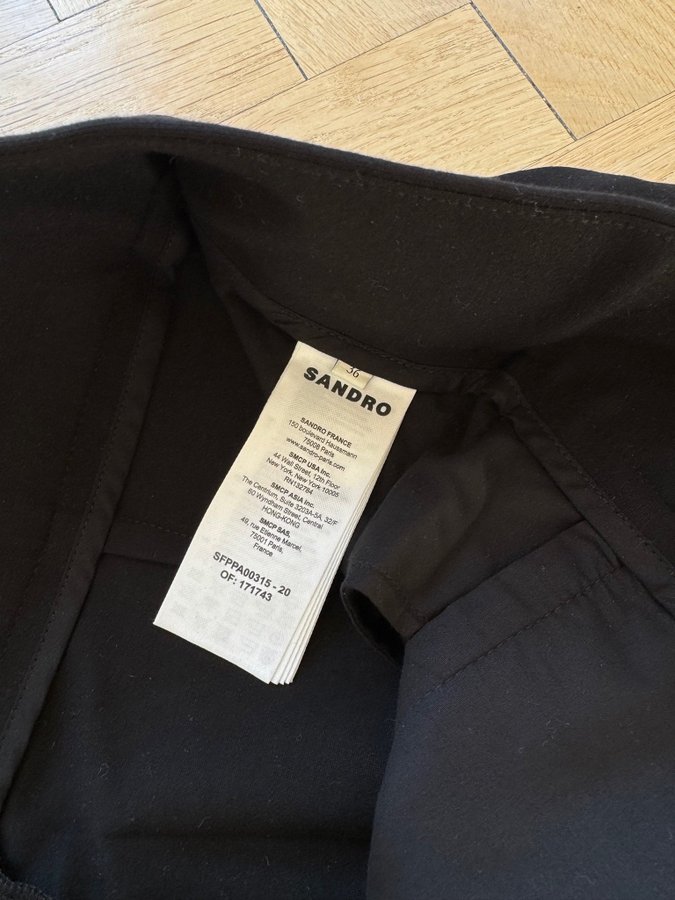 36
SANDRO
SANDRO FRANCE
150 boulevard Haussmann
75008 Paris
www.sandro-paris.com
SMCP USA Inc.
44 Wall Street, 12th Floor
New York, New York 10005
RN132784
SMCP ASIA Inc.
The Centrium, Suite 3203A-5A, 32/F
60 Wyndham Street, Central
HONG-KONG
SMCP SAS.
49, rue Etienne Marcel,
75001 Paris,
France
SFPPA00315 - 20
OF: 171743